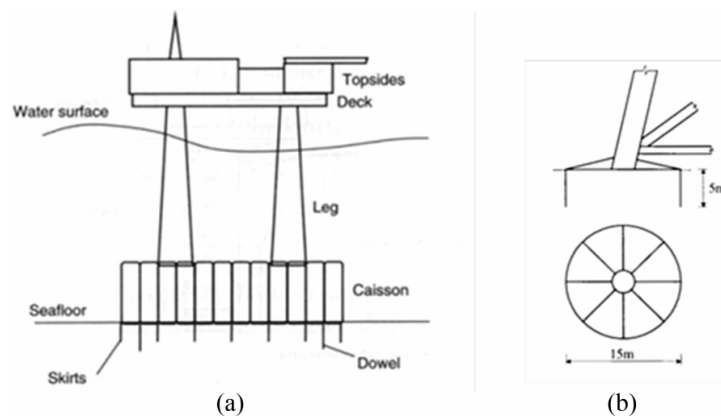 Topsides
Deck
Water surface
Leg
Caisson
Seafloor
Dowel
Skirts
(a)
5m
15m
(b)